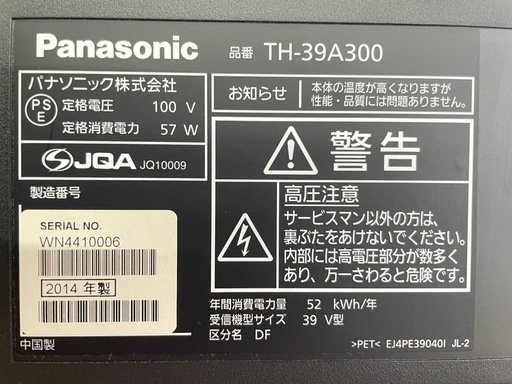 Panasonic 品番 TH-39A300
パナソニック株式会社
PS
E
定格電圧 100 V
定格消費電力 57 W
お知らせ
本体の温度が高くなりますが
性能・品質には問題ありません。
JQA JQ10009
製造番号
SERIAL NO.
WN4410006
2014 年製
中国製
警告
高圧注意
サービスマン以外の方は、
裏ぶたをあけないでください。
内部には高電圧部分が数多く
あり、万一さわると危険です。
年間消費電力量 52 kWh/年
受信機型サイズ 39 V型
区分名 DF
>PET< EJ4PE39040I JL-2